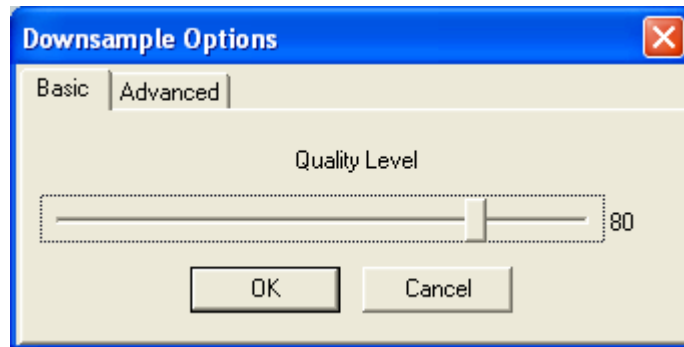 Downsample Options
Basic Advanced
Quality Level
80
OK Cancel